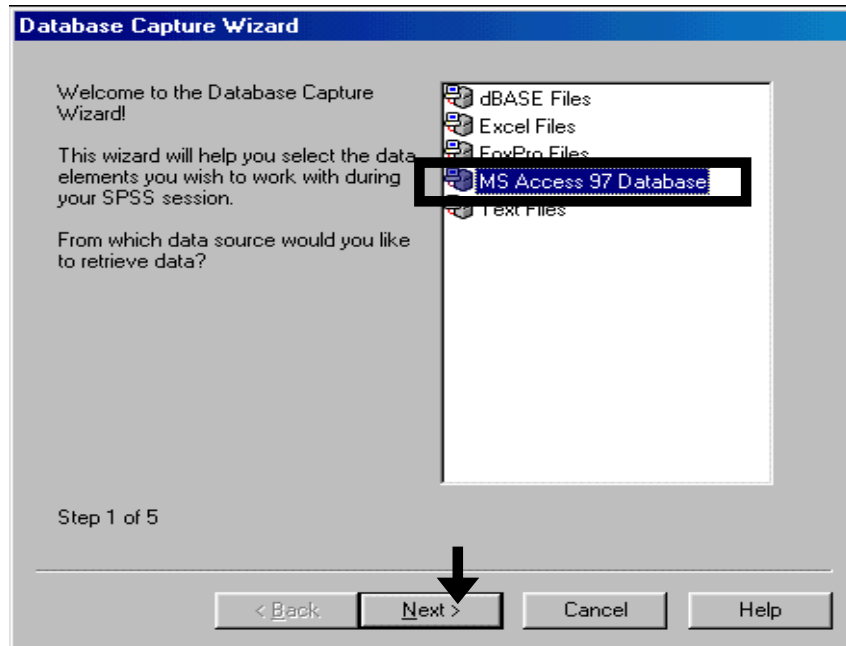 Database Capture Wizard
Welcome to the Database Capture
Wizard!
This wizard will help you select the data
elements you wish to work with during
your SPSS session.
From which data source would you like
to retrieve data?
dBASE Files
Excel Files
FoxPro Files
MS Access 97 Database
Text Files
Step 1 of 5
< Back
Next >
Cancel
Help